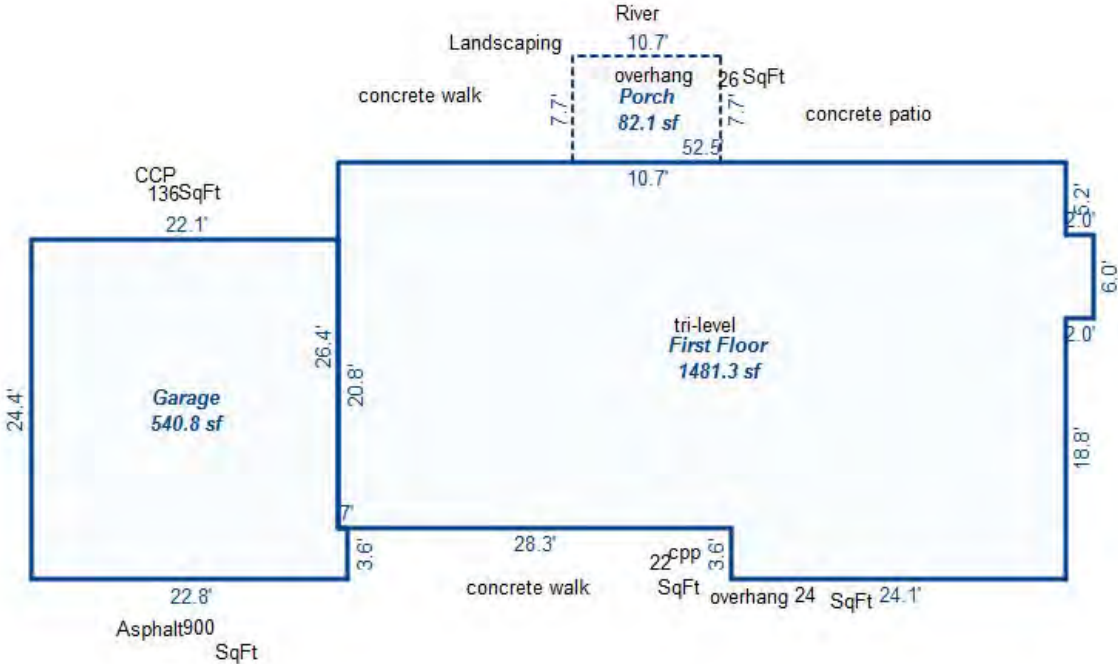 River
Landscaping
10.7'
overhang
26 SqFt
concrete walk
Porch
7.7'
7.7'
82.1 sf
concrete patio
52.5'
CCP
136SqFt
10.7'
22.1'
5.2'
2.0'
6.0'
tri-level
First Floor
2.0'
1481.3 sf
26.4'
20.8'
Garage
540.8 sf
24.4'
18.8'
7'
28.3'
3.6'
22 cpp
3.6'
SqFt
concrete walk
overhang 24 SqFt
24.1'
22.8'
Asphalt900
SqFt